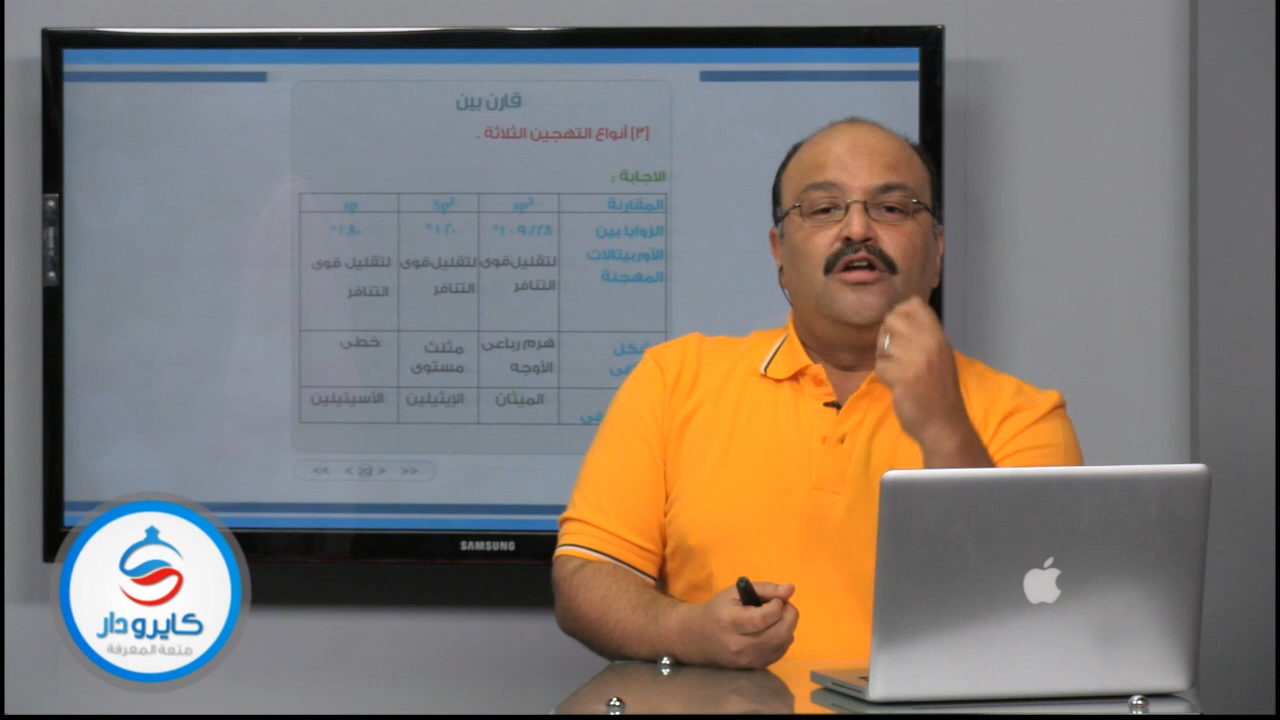 قارن بين
[٣] أنواع التهجين الثلاثة .
الاجابة :
المقارنة sp³ Sp² sp
الزوايا بين الأوربيتالات المهجنة ١٠٩/٢٨° ١٢٠° ١٨٠°
لتقليل قوى التنافر لتقليل قوى التنافر لتقليل قوى التنافر
هرم رباعى الأوجه مثلث مستوى خطى
الميثان الإيثيلين الأسيتيلين
<< < 20 > >>
SAMSUNG
كايرو دار
متعة المعرفة